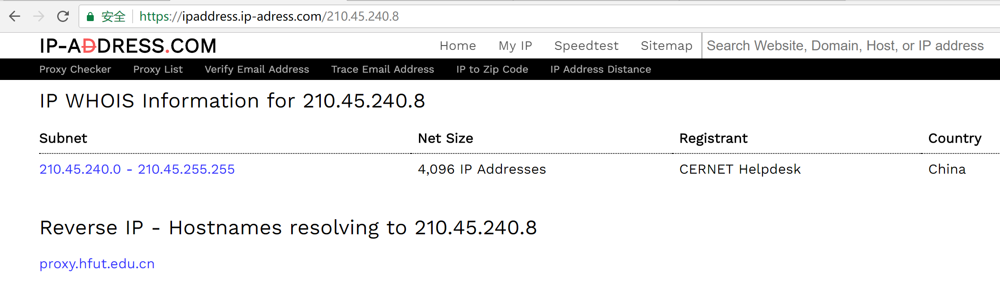 安全 https://ipaddress.ip-adress.com/210.45.240.8
IP-ADDRESS.COM Home My IP Speedtest Sitemap Search Website, Domain, Host, or IP address
Proxy Checker Proxy List Verify Email Address Trace Email Address IP to Zip Code IP Address Distance
IP WHOIS Information for 210.45.240.8
Subnet Net Size Registrant Country
210.45.240.0 - 210.45.255.255 4,096 IP Addresses CERNET Helpdesk China
Reverse IP - Hostnames resolving to 210.45.240.8
proxy.hfut.edu.cn